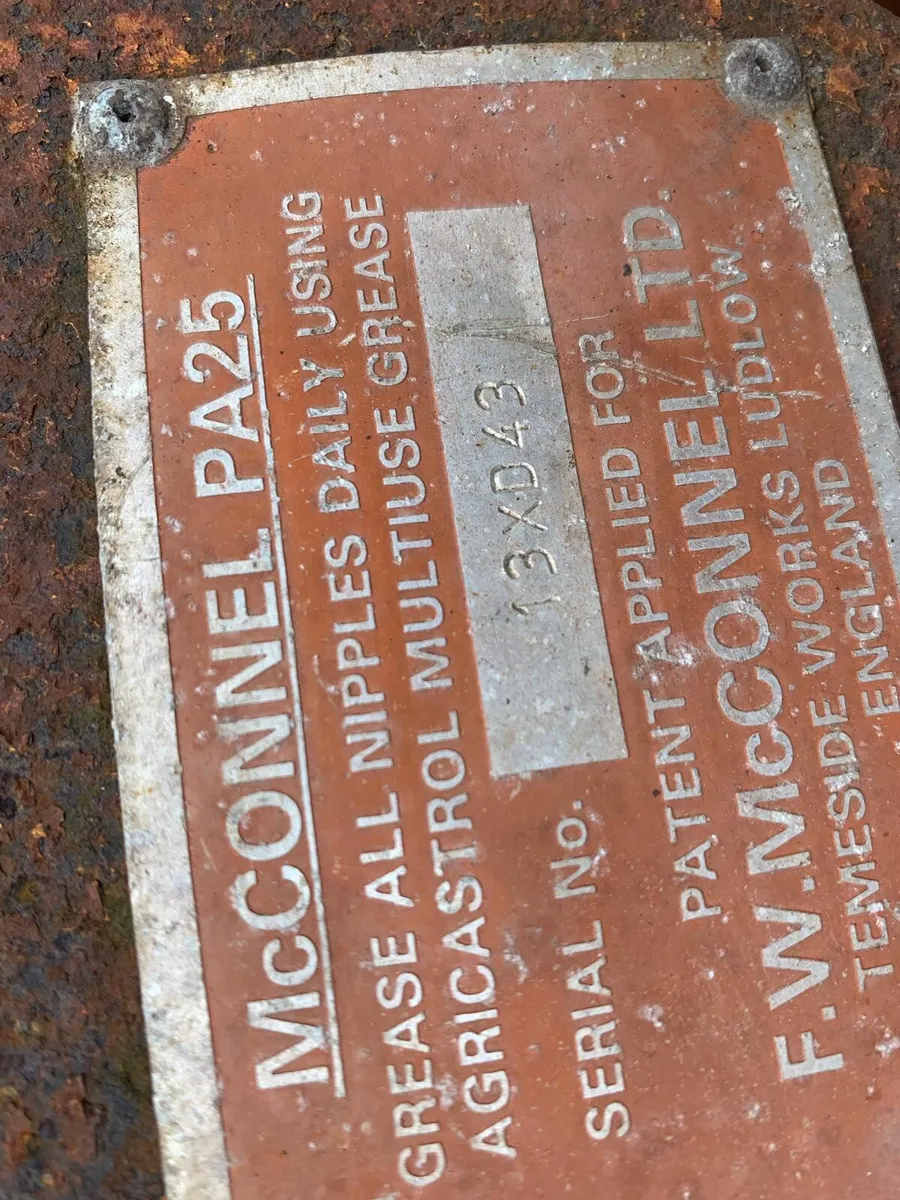 McCONNEL PA25
GREASE ALL NIPPLES DAILY USING
AGRICASTROL MULTIUSE GREASE
SERIAL No. 13XD43
PATENT APPLIED FOR
F.W.McCONNEL LTD.
TEMESIDE WORKS LUDLOW,
ENGLAND